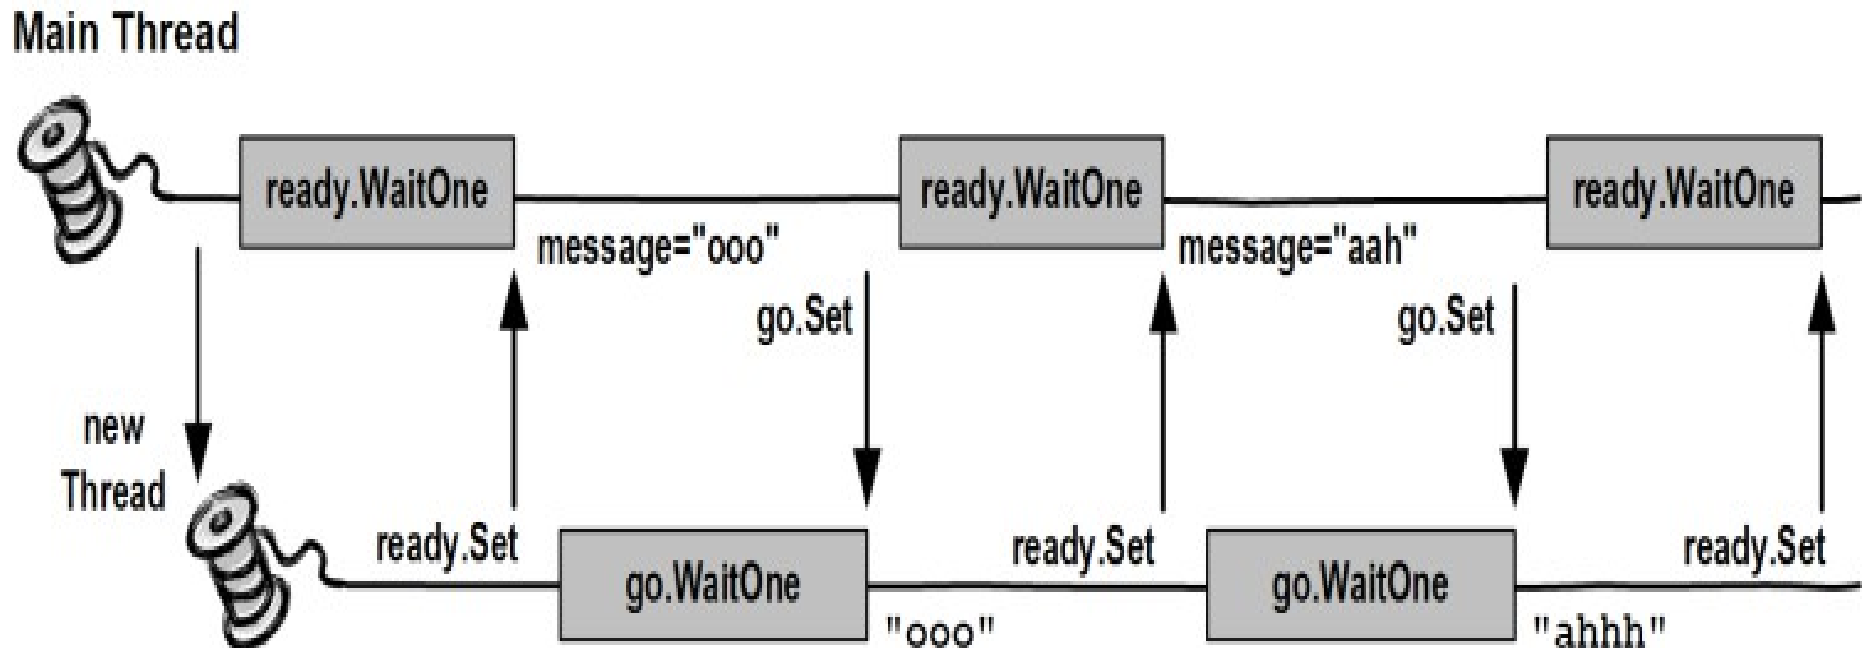 Main Thread
ready.WaitOne
ready.WaitOne
ready.WaitOne
message="ooo"
message="aah"
go.Set
go.Set
new
Thread
ready.Set
ready.Set
ready.Set
go.WaitOne
go.WaitOne
"ooo"
"ahhh"